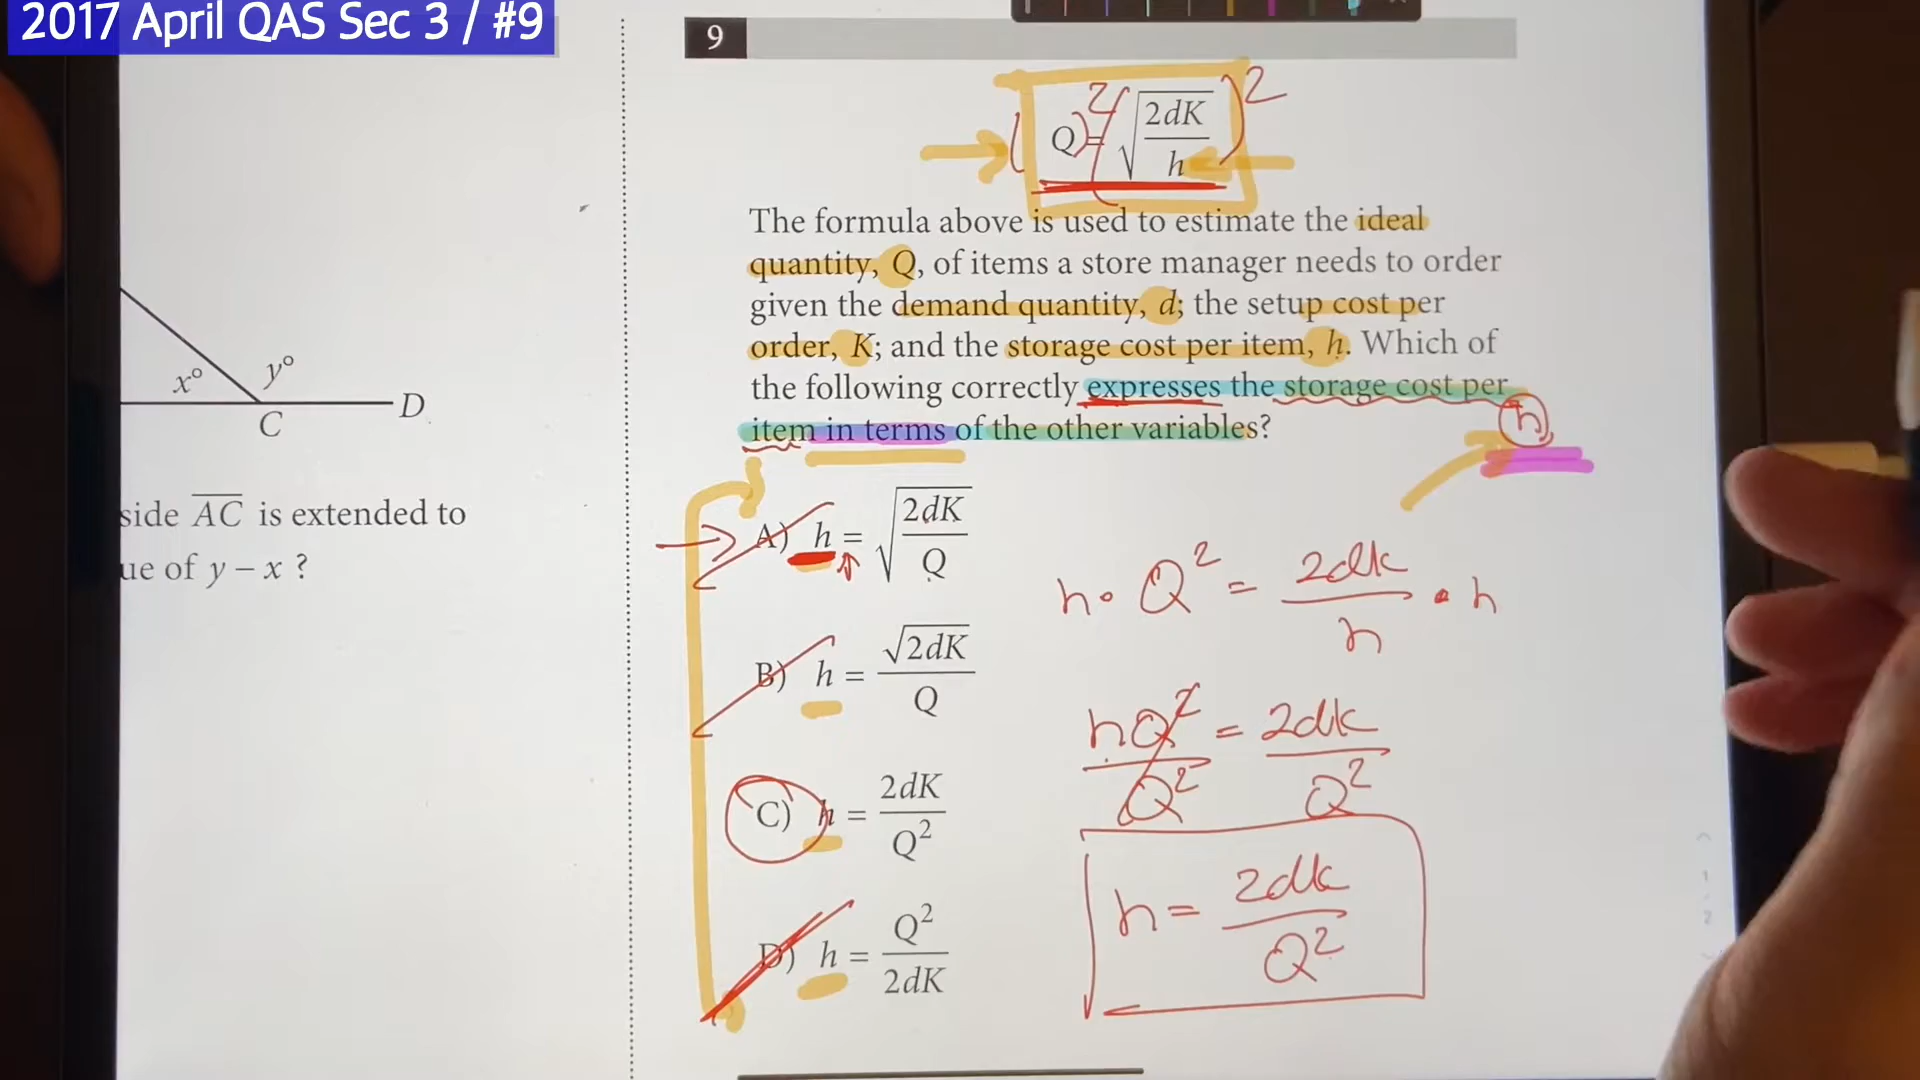 2017 April QAS Sec 3 / #9
x° y°
C D
side AC is extended to
ue of y – x ?
9
(Q)² = (√(2dK/h))²
The formula above is used to estimate the ideal
quantity, Q, of items a store manager needs to order
given the demand quantity, d; the setup cost per
order, K; and the storage cost per item, h. Which of
the following correctly expresses the storage cost per
item in terms of the other variables?
h
A) h = √(2dK/Q)
B) h = √2dK/Q
C) h = 2dK/Q²
D) h = Q²/2dK
h · Q² = 2dk/h · h
hQ²/Q² = 2dk/Q²
h = 2dk/Q²